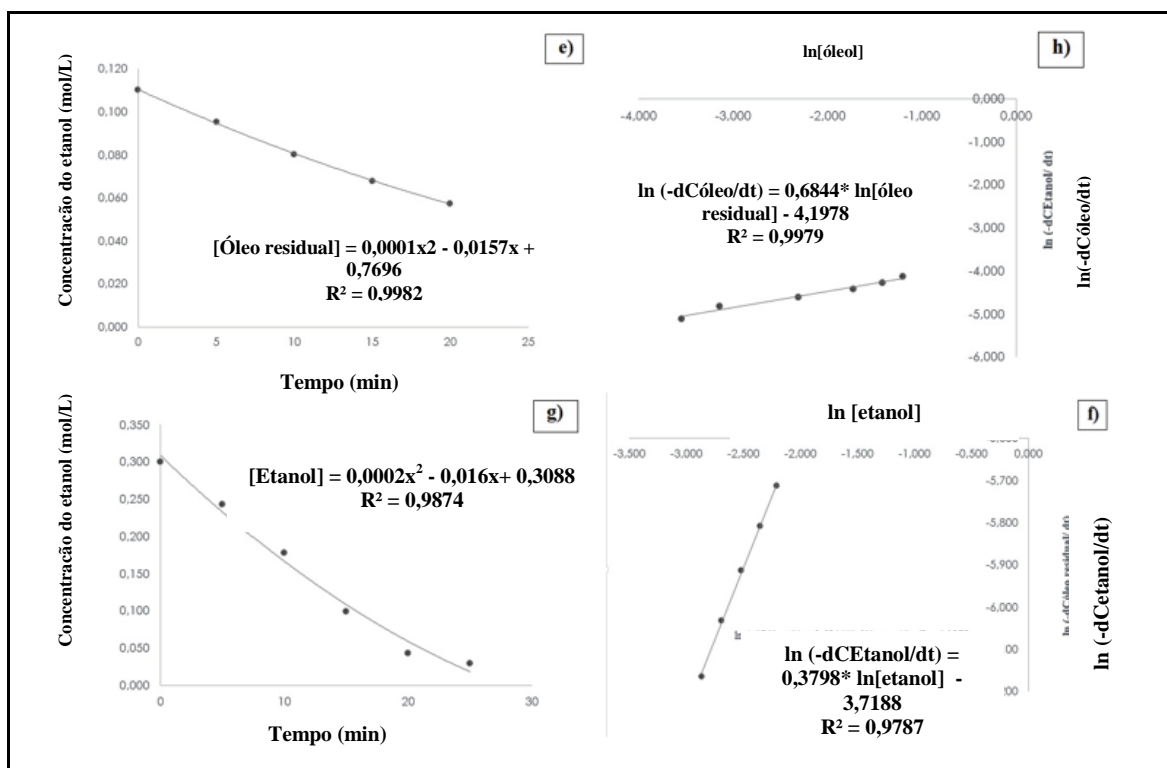 e)
Concentração do etanol (mol/L)
0,120
0,100
0,080
0,060
0,040
0,020
0,000
[Óleo residual] = 0,0001x2 - 0,0157x +
0,7696
R² = 0,9982
0 5 10 15 20 25
Tempo (min)
ln[óleol]
h)
0,000
-4,000 -3,000 -2,000 -1,000 0,000
-1,000
-2,000
-3,000
-4,000
-5,000
-6,000
ln (-dCóleo/dt) = 0,6844* ln[óleo
residual] - 4,1978
R² = 0,9979
ln (-dCEtanol/ dt)
ln(-dCóleo/dt)
g)
Concentração do etanol (mol/L)
0,350
0,300
0,250
0,200
0,150
0,100
0,050
0,000
[Etanol] = 0,0002x² - 0,016x+ 0,3088
R² = 0,9874
0 10 20 30
Tempo (min)
ln [etanol]
f)
-3,500 -3,000 -2,500 -2,000 -1,500 -1,000 -0,500 0,000
-5,700
-5,800
-5,900
-6,000
ln (-dCEtanol/dt) =
0,3798* ln[etanol] -
3,7188
R² = 0,9787
ln (-dCóleo residual/ dt)
ln (-dCetanol/dt)